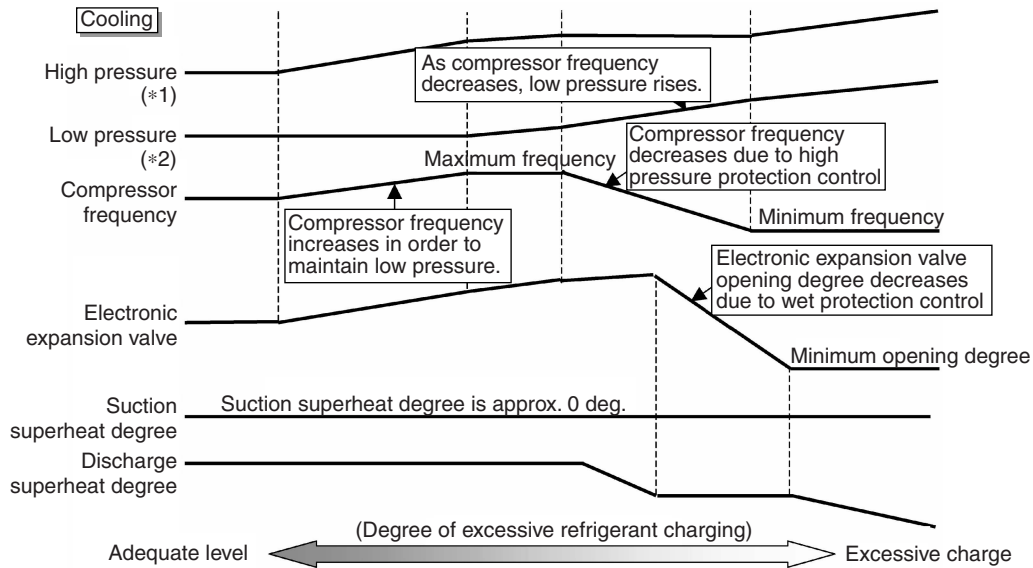 Cooling
High pressure
(*1)
As compressor frequency
decreases, low pressure rises.
Low pressure
(*2)
Compressor frequency
decreases due to high
pressure protection control
Maximum frequency
Compressor
frequency
Compressor frequency
increases in order to
maintain low pressure.
Minimum frequency
Electronic expansion valve
opening degree decreases
due to wet protection control
Electronic
expansion valve
Minimum opening degree
Suction
superheat degree
Suction superheat degree is approx. 0 deg.
Discharge
superheat degree
(Degree of excessive refrigerant charging)
Adequate level
Excessive charge